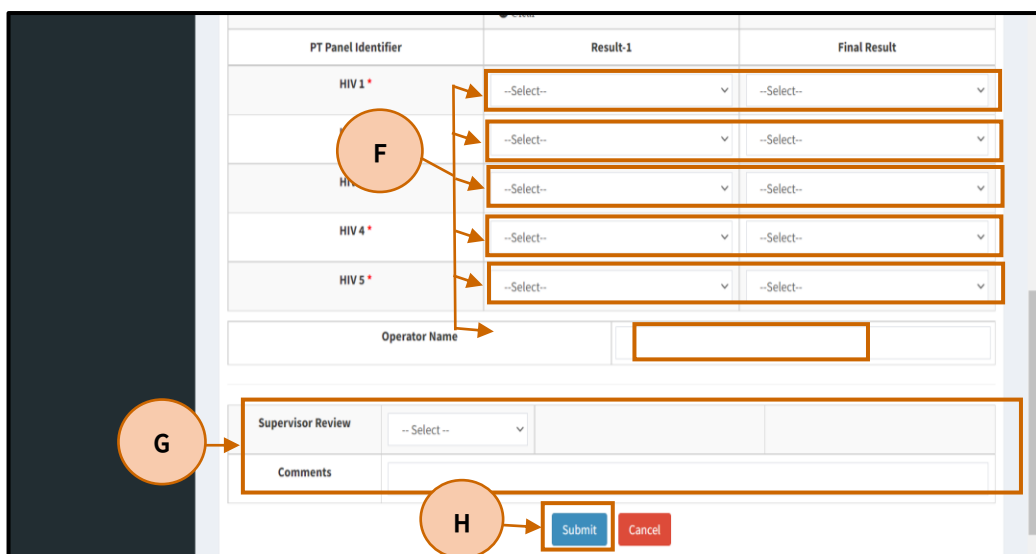 PT Panel Identifier Result-1 Final Result
HIV 1 * --Select-- --Select--
--Select-- --Select--
F
--Select-- --Select--
HIV 4 * --Select-- --Select--
HIV 5 * --Select-- --Select--
Operator Name
Supervisor Review -- Select --
G
Comments
H Submit Cancel